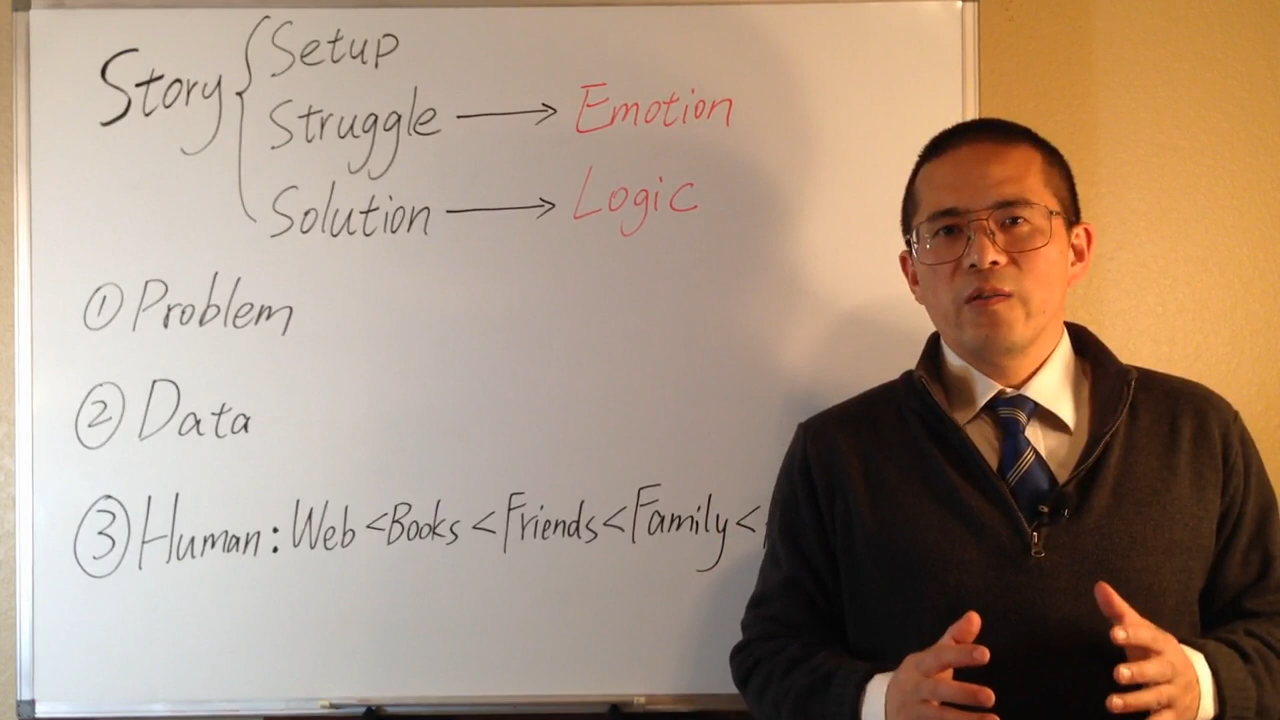 Story { Setup
Struggle → Emotion
Solution → Logic
① Problem
② Data
③ Human: Web < Books < Friends < Family <